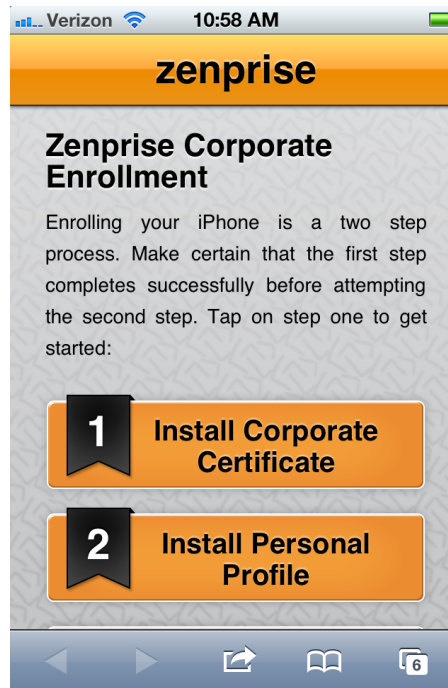 Verizon 10:58 AM
zenprise
Zenprise Corporate
Enrollment
Enrolling your iPhone is a two step
process. Make certain that the first step
completes successfully before attempting
the second step. Tap on step one to get
started:
1 Install Corporate
Certificate
2 Install Personal
Profile
6